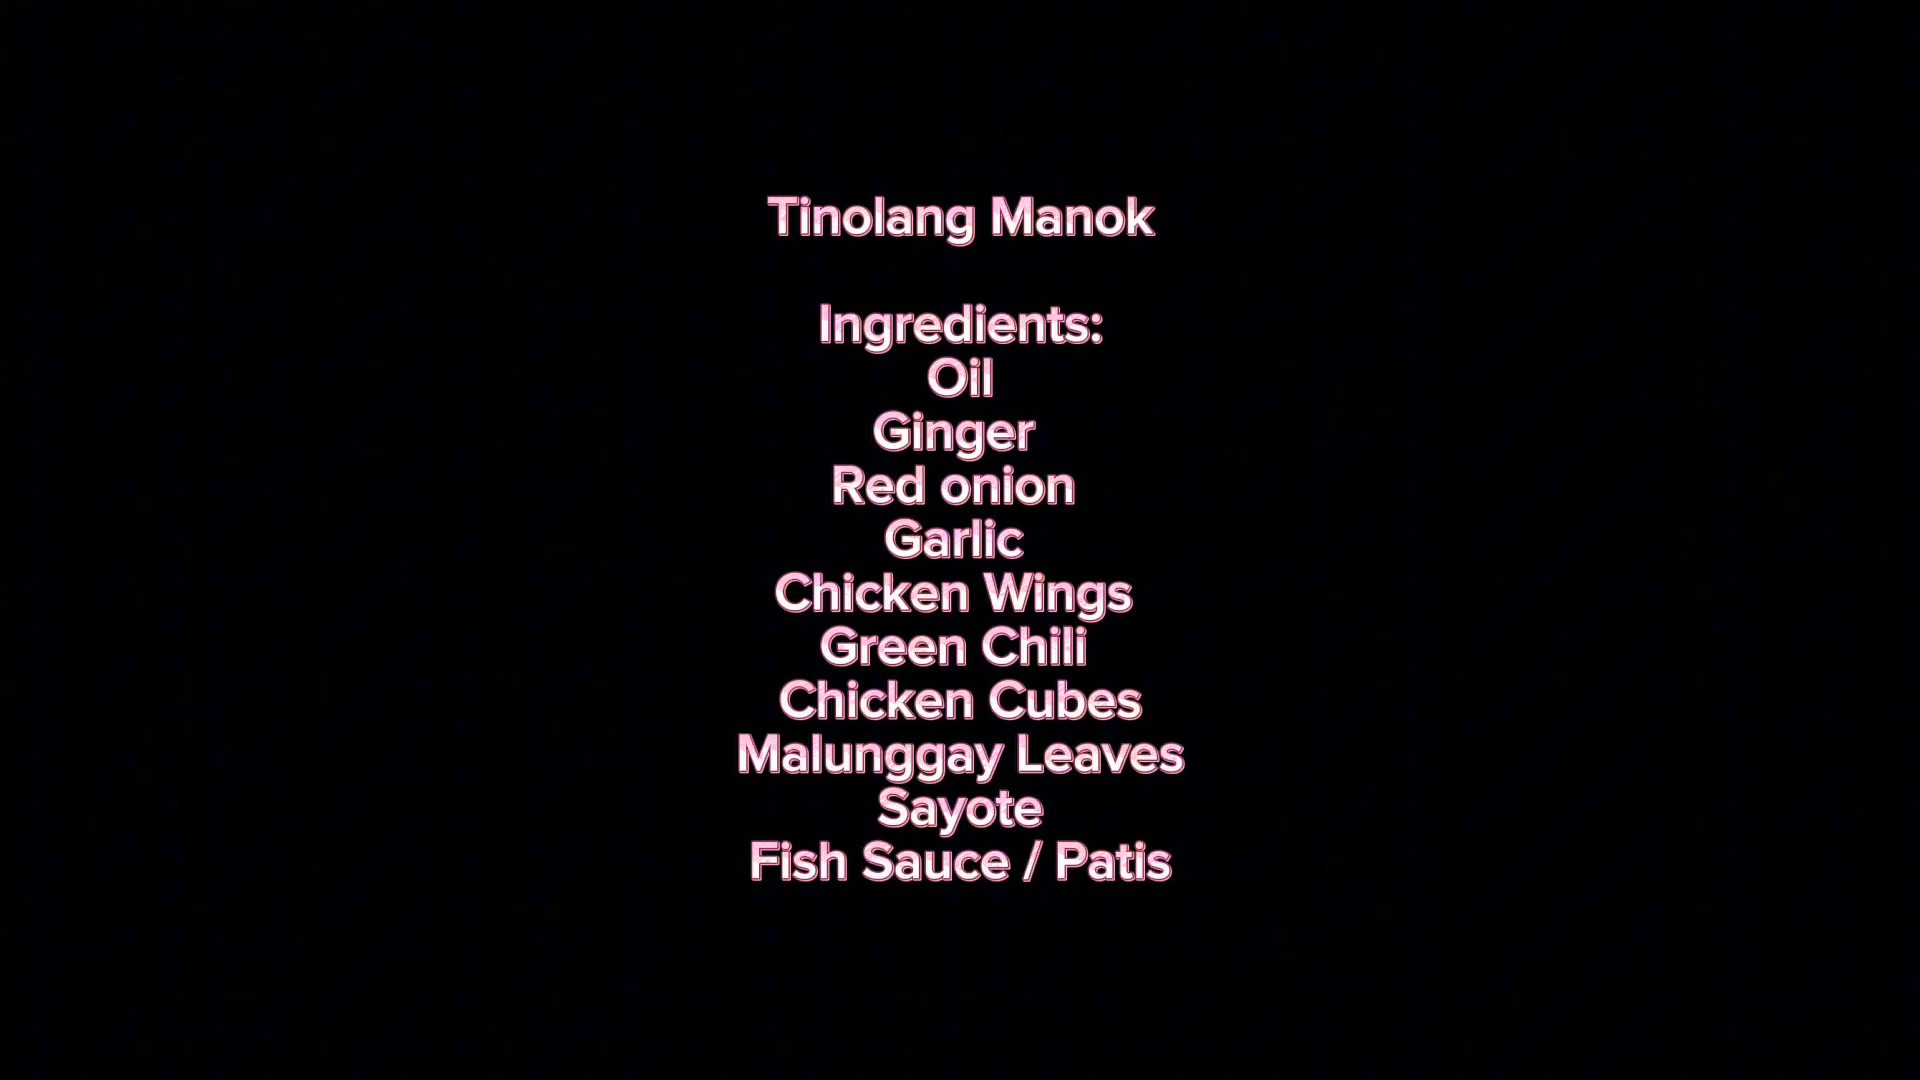 Tinolang Manok
Ingredients:
Oil
Ginger
Red onion
Garlic
Chicken Wings
Green Chili
Chicken Cubes
Malunggay Leaves
Sayote
Fish Sauce / Patis